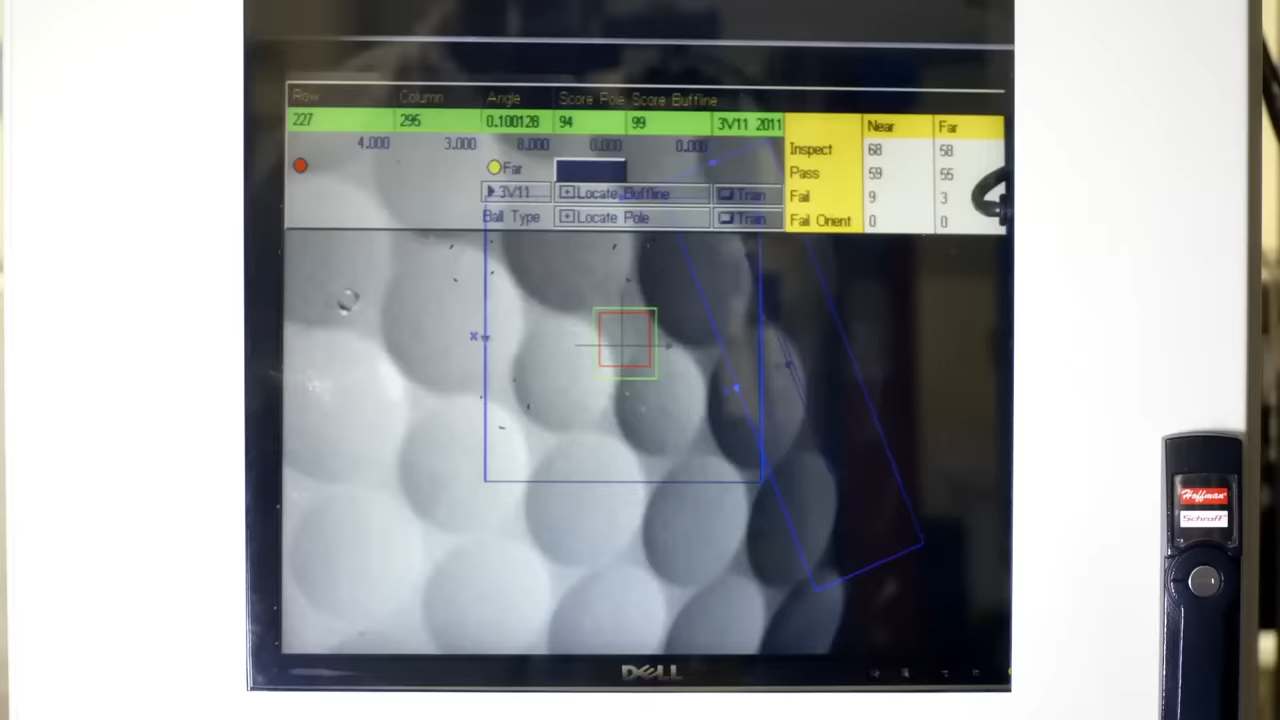 Row Column Angle Score Pole Score Buffline
227 295 0.100128 94 99 3V11 2011
Near Far
4.000 3.000 8.000 0.000 0.000
Inspect 68 58
Far
Pass 59 55
3V11 Locate Buffline Train
Fail 9 3
Ball Type Locate Pole Train
Fail Orient 0 0
DELL
Hoffman
Schroff